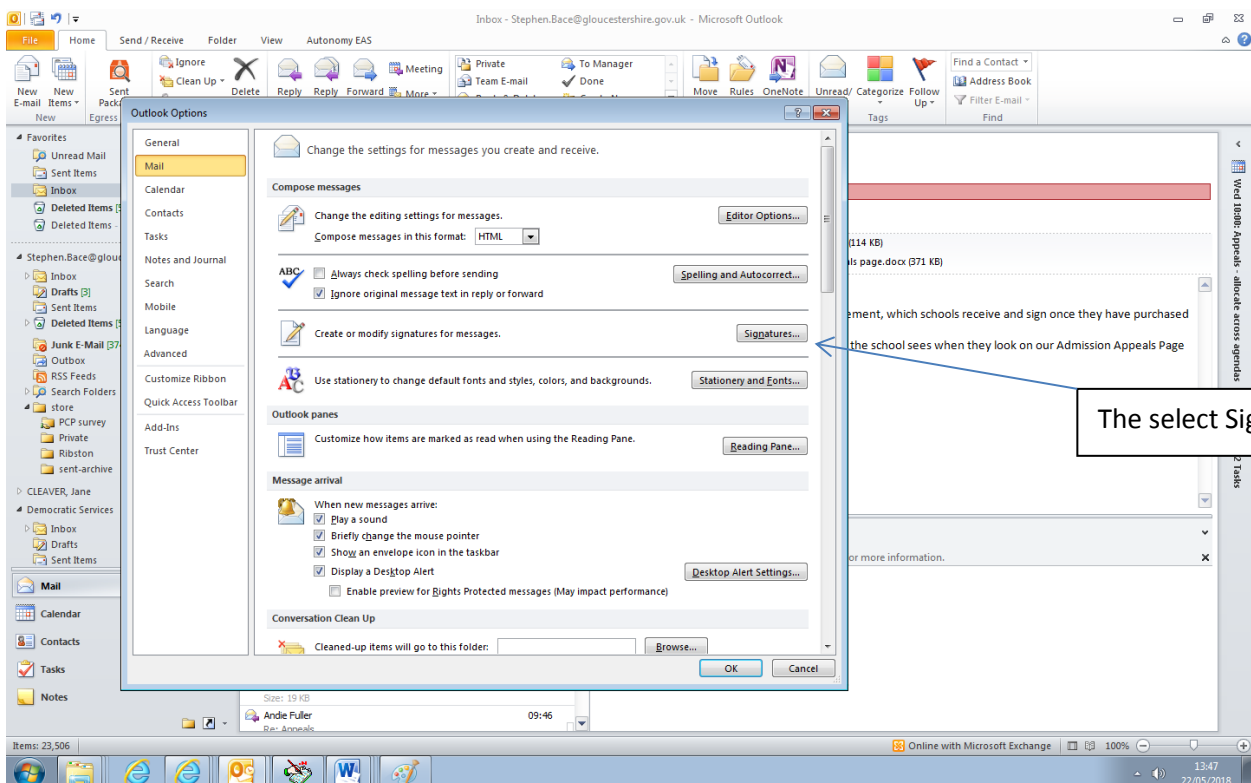 Inbox - Stephen.Bace@gloucestershire.gov.uk - Microsoft Outlook
File Home Send / Receive Folder View Autonomy EAS
Ignore
Clean Up
Delete
Reply Reply Forward
Meeting
More
Private
Team E-mail
To Manager
Done
Move Rules OneNote
Unread/ Categorize Follow
Up
Find a Contact
Address Book
Filter E-mail
New New Sent
E-mail Items
New Egress
Tags
Find
Favorites
Unread Mail
Sent Items
Inbox
Deleted Items
Deleted Items -
Stephen.Bace@glou
Inbox
Drafts [3]
Sent Items
Deleted Items
Junk E-Mail
Outbox
RSS Feeds
Search Folders
store
PCP survey
Private
Ribston
sent-archive
CLEAVER, Jane
Democratic Services
Inbox
Drafts
Sent Items
Mail
Calendar
Contacts
Tasks
Notes
Outlook Options
General
Mail
Calendar
Contacts
Tasks
Notes and Journal
Search
Mobile
Language
Advanced
Customize Ribbon
Quick Access Toolbar
Add-Ins
Trust Center
Change the settings for messages you create and receive.
Compose messages
Change the editing settings for messages.
Editor Options...
Compose messages in this format: HTML
ABC
Always check spelling before sending
Spelling and Autocorrect...
Ignore original message text in reply or forward
Create or modify signatures for messages.
Signatures...
Use stationery to change default fonts and styles, colors, and backgrounds.
Stationery and Fonts...
Outlook panes
Customize how items are marked as read when using the Reading Pane.
Reading Pane...
Message arrival
When new messages arrive:
Play a sound
Briefly change the mouse pointer
Show an envelope icon in the taskbar
Display a Desktop Alert
Desktop Alert Settings...
Enable preview for Rights Protected messages (May impact performance)
Conversation Clean Up
Cleaned-up items will go to this folder:
Browse...
OK Cancel
(114 KB)
als page.docx (371 KB)
ement, which schools receive and sign once they have purchased
the school sees when they look on our Admission Appeals Page
The select Sig
or more information.
Wed 10:00: Appeals - allocate across agendas
2 Tasks
Size: 19 KB
Andie Fuller 09:46
Re: Appeals
Items: 23,506
Online with Microsoft Exchange
100%
13:47
22/05/2018